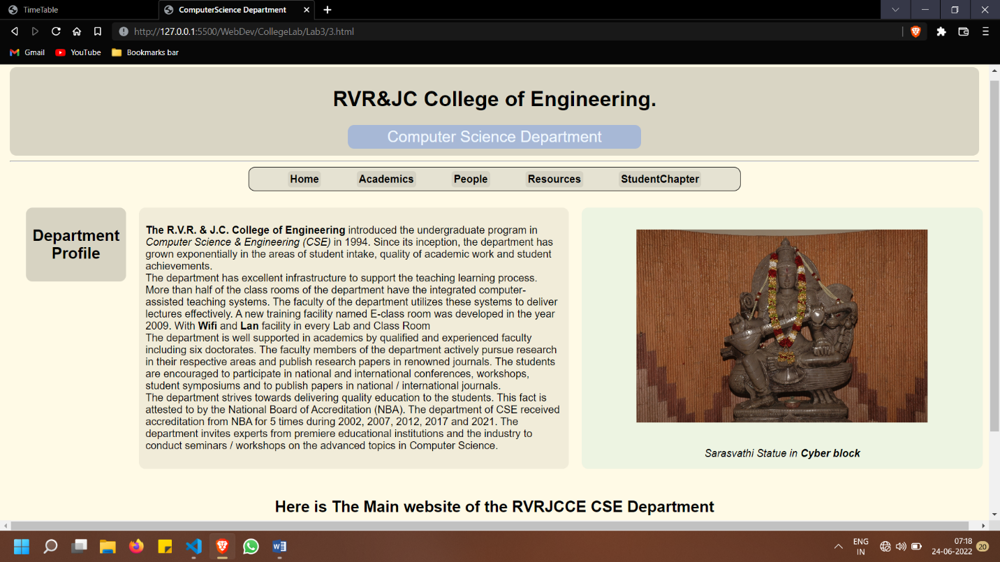 TimeTable
ComputerScience Department
http://127.0.0.1:5500/WebDev/CollegeLab/Lab3/3.html
Gmail YouTube Bookmarks bar
RVR&JC College of Engineering.
Computer Science Department
Home Academics People Resources StudentChapter
Department
Profile
The R.V.R. & J.C. College of Engineering introduced the undergraduate program in
Computer Science & Engineering (CSE) in 1994. Since its inception, the department has
grown exponentially in the areas of student intake, quality of academic work and student
achievements.
The department has excellent infrastructure to support the teaching learning process.
More than half of the class rooms of the department have the integrated computer-
assisted teaching systems. The faculty of the department utilizes these systems to deliver
lectures effectively. A new training facility named E-class room was developed in the year
2009. With Wifi and Lan facility in every Lab and Class Room
The department is well supported in academics by qualified and experienced faculty
including six doctorates. The faculty members of the department actively pursue research
in their respective areas and publish research papers in renowned journals. The students
are encouraged to participate in national and international conferences, workshops,
student symposiums and to publish papers in national / international journals.
The department strives towards delivering quality education to the students. This fact is
attested to by the National Board of Accreditation (NBA). The department of CSE received
accreditation from NBA for 5 times during 2002, 2007, 2012, 2017 and 2021. The
department invites experts from premiere educational institutions and the industry to
conduct seminars / workshops on the advanced topics in Computer Science.
Sarasvathi Statue in Cyber block
Here is The Main website of the RVRJCCE CSE Department
ENG
IN
07:18
24-06-2022
20